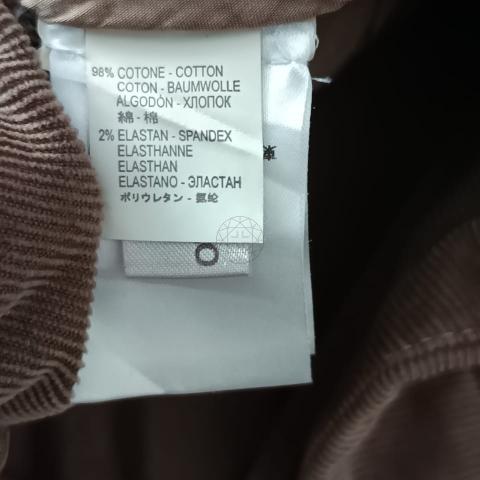 98% COTONE - COTTON
COTON - BAUMWOLLE
ALGODÓN - ХЛОПОК
綿 - 棉
2% ELASTAN - SPANDEX
ELASTHANNE
ELASTHAN
ELASTANO - ЭЛАСТАН
ポリウレタン - 氨纶
東
O